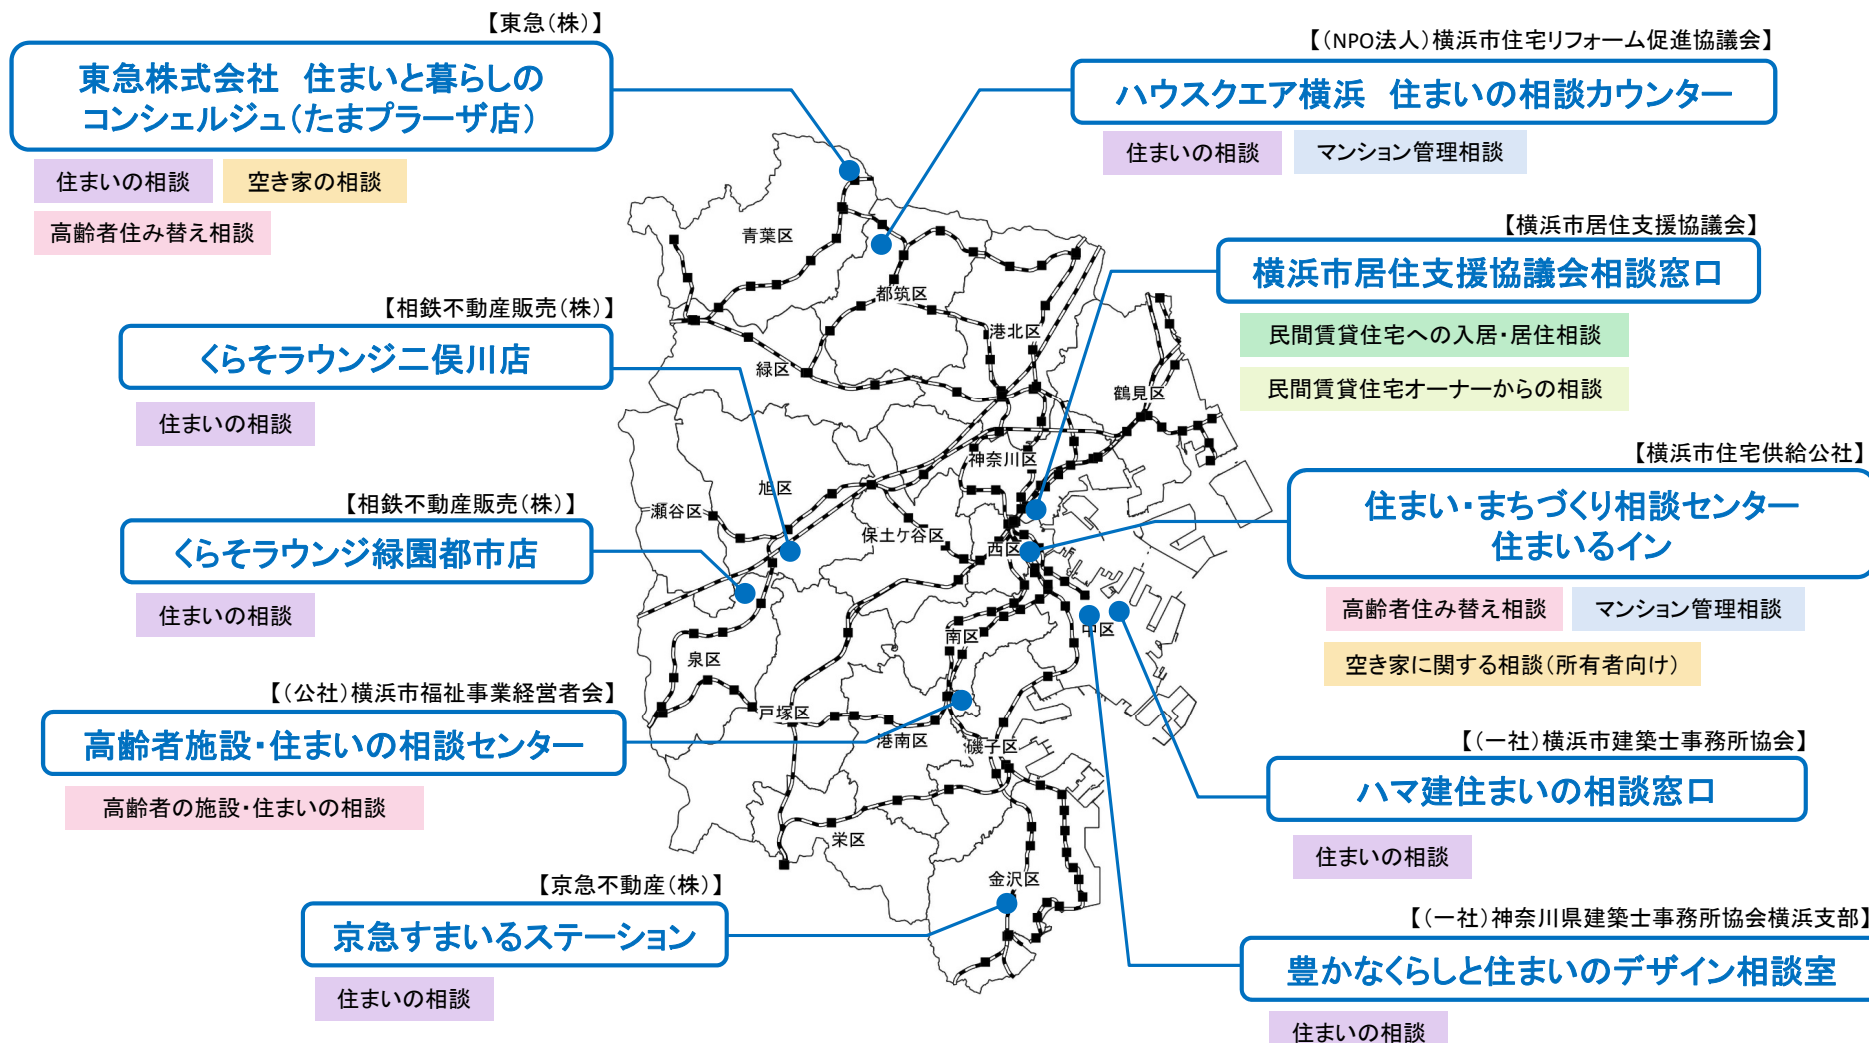 【東急(株)】
東急株式会社 住まいと暮らしの
コンシェルジュ(たまプラーザ店)
住まいの相談
空き家の相談
高齢者住み替え相談
【(NPO法人)横浜市住宅リフォーム促進協議会】
ハウスクエア横浜 住まいの相談カウンター
住まいの相談
マンション管理相談
【横浜市居住支援協議会】
横浜市居住支援協議会相談窓口
民間賃貸住宅への入居・居住相談
民間賃貸住宅オーナーからの相談
【相鉄不動産販売(株)】
くらそラウンジ二俣川店
住まいの相談
【横浜市住宅供給公社】
住まい・まちづくり相談センター
住まいるイン
高齢者住み替え相談
マンション管理相談
空き家に関する相談(所有者向け)
【相鉄不動産販売(株)】
くらそラウンジ緑園都市店
住まいの相談
【(公社)横浜市福祉事業経営者会】
高齢者施設・住まいの相談センター
高齢者の施設・住まいの相談
【(一社)横浜市建築士事務所協会】
ハマ建住まいの相談窓口
住まいの相談
【京急不動産(株)】
京急すまいるステーション
住まいの相談
【(一社)神奈川県建築士事務所協会横浜支部】
豊かなくらしと住まいのデザイン相談室
住まいの相談
青葉区
都筑区
港北区
緑区
鶴見区
神奈川区
旭区
瀬谷区
保土ケ谷区
西区
中区
南区
泉区
戸塚区
港南区
磯子区
栄区
金沢区